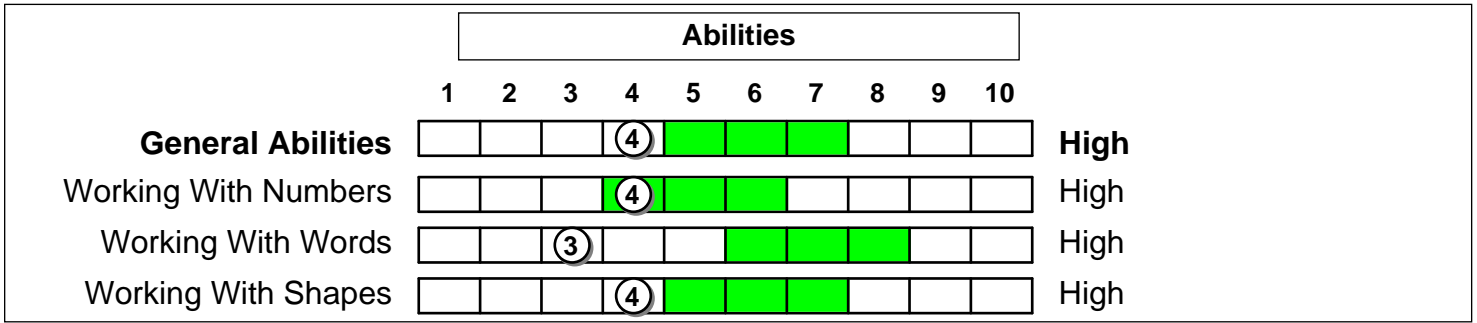 Abilities
1 2 3 4 5 6 7 8 9 10
General Abilities 4 High
Working With Numbers 4 High
Working With Words 3 High
Working With Shapes 4 High